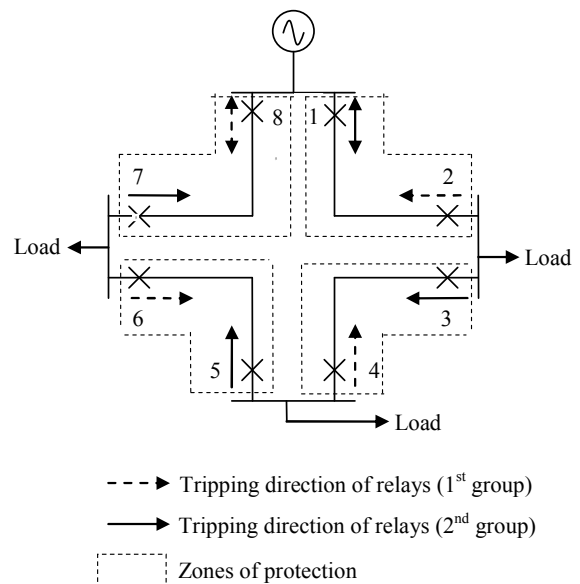 8
1
7
2
Load
Load
6
3
5
4
Load
Tripping direction of relays (1st group)
Tripping direction of relays (2nd group)
Zones of protection